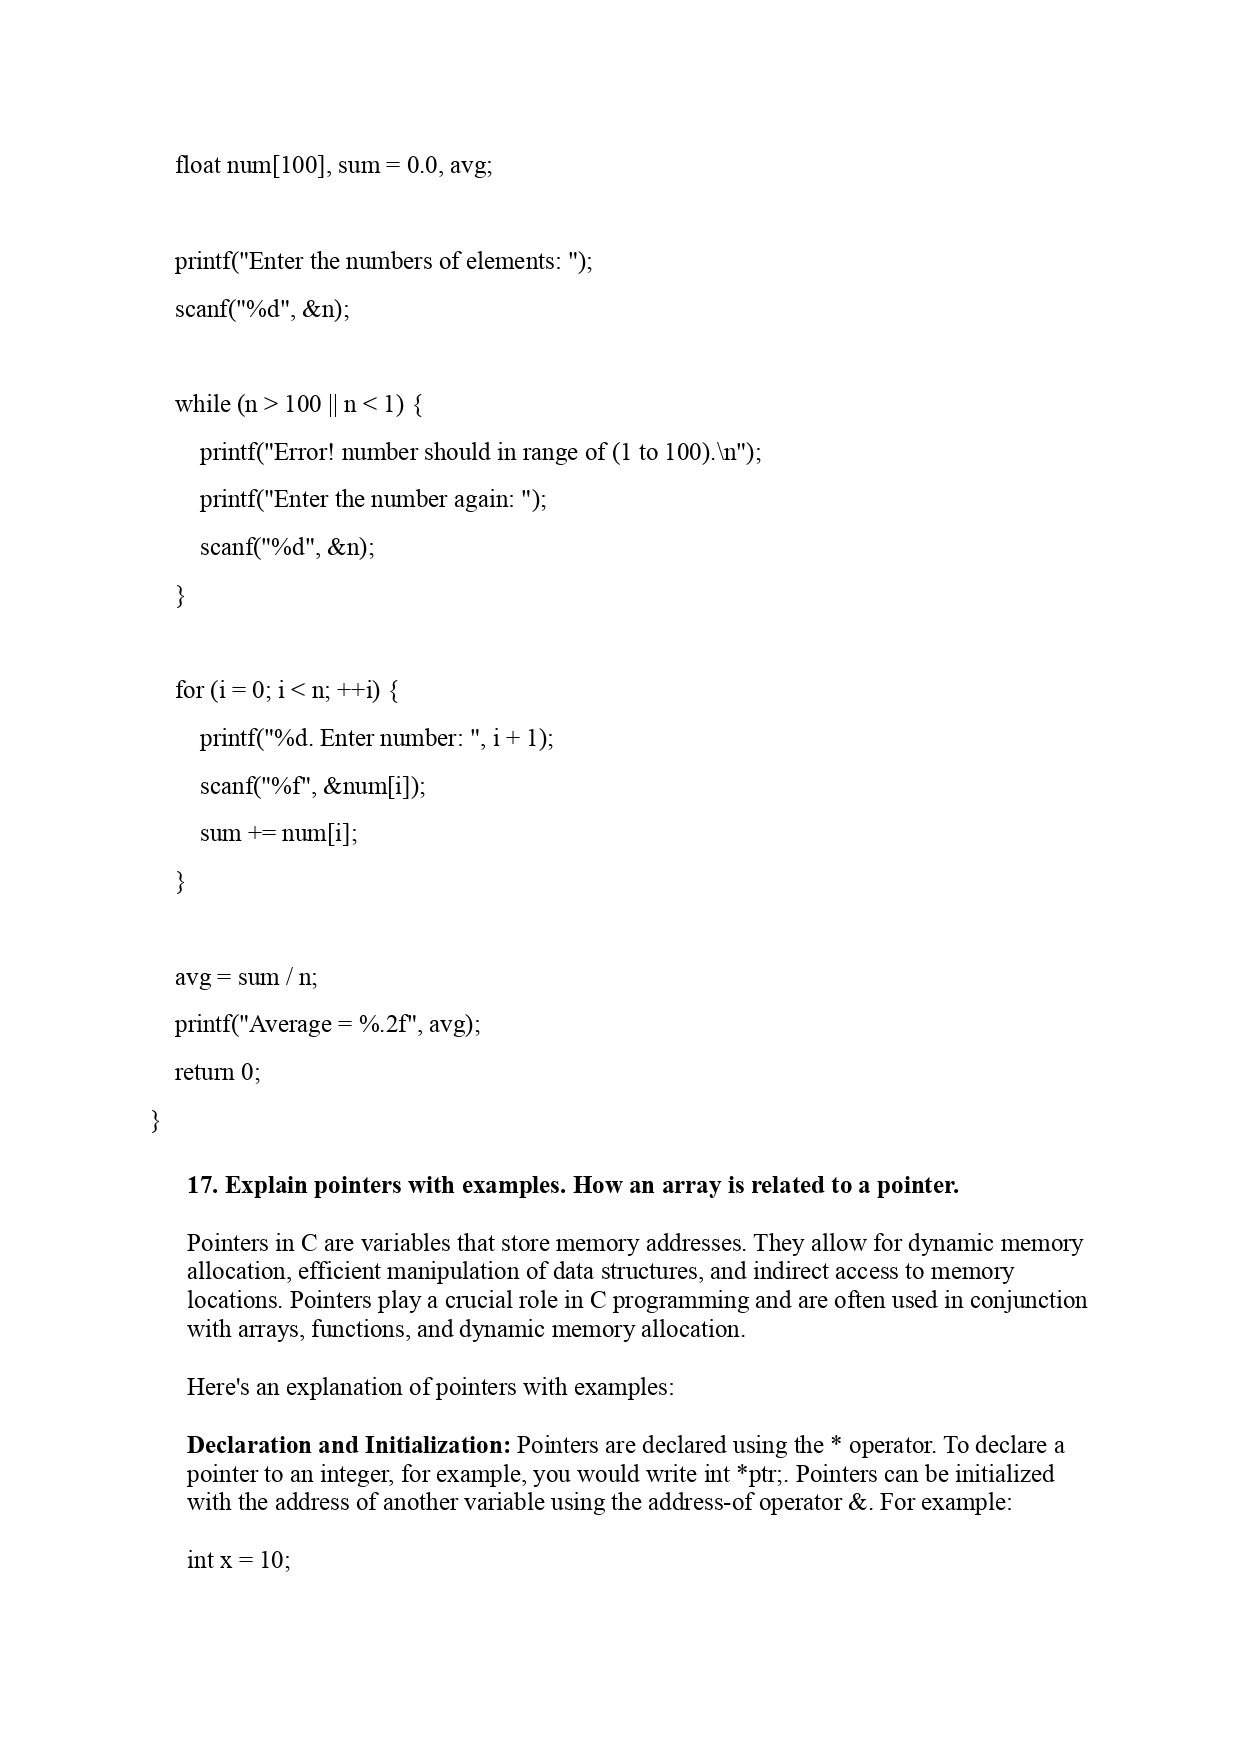 float num[100], sum = 0.0, avg;
printf("Enter the numbers of elements: ");
scanf("%d", &n);
while (n > 100 || n < 1) {
printf("Error! number should in range of (1 to 100).\n");
printf("Enter the number again: ");
scanf("%d", &n);
}
for (i = 0; i < n; ++i) {
printf("%d. Enter number: ", i + 1);
scanf("%f", &num[i]);
sum += num[i];
}
avg = sum / n;
printf("Average = %.2f", avg);
return 0;
}
17. Explain pointers with examples. How an array is related to a pointer.
Pointers in C are variables that store memory addresses. They allow for dynamic memory
allocation, efficient manipulation of data structures, and indirect access to memory
locations. Pointers play a crucial role in C programming and are often used in conjunction
with arrays, functions, and dynamic memory allocation.
Here's an explanation of pointers with examples:
Declaration and Initialization: Pointers are declared using the * operator. To declare a
pointer to an integer, for example, you would write int *ptr;. Pointers can be initialized
with the address of another variable using the address-of operator &. For example:
int x = 10;